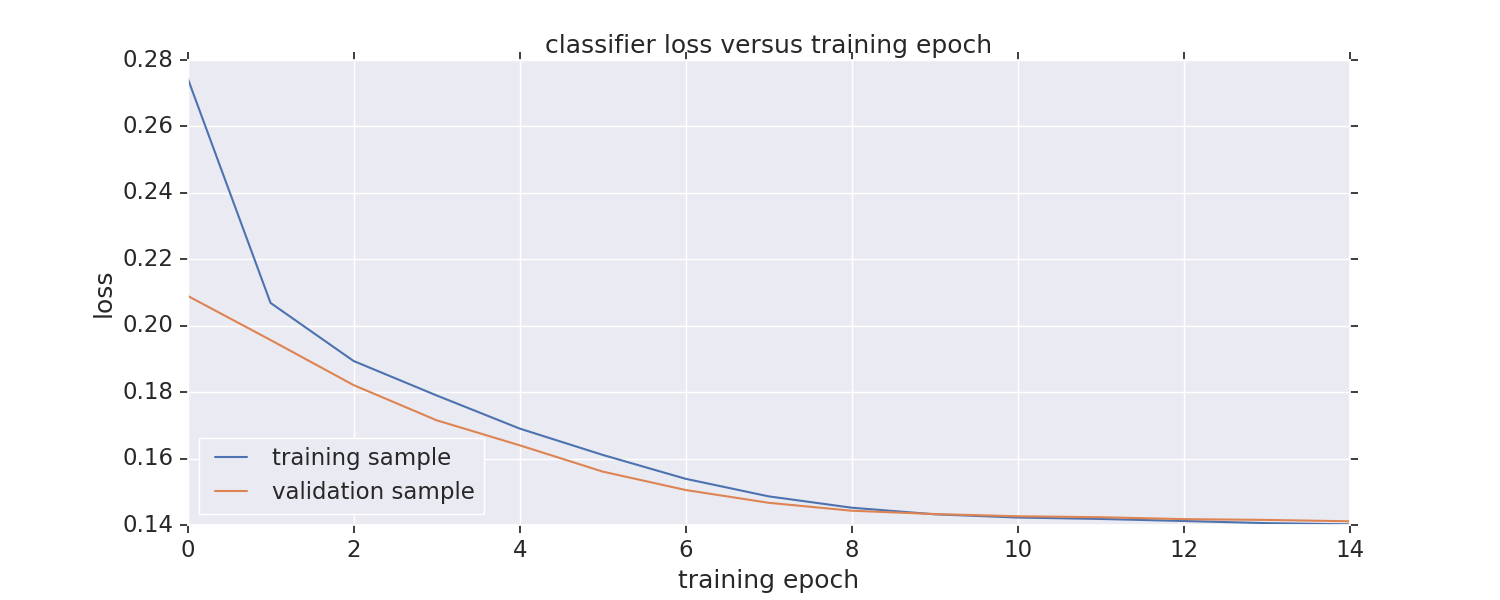 classifier loss versus training epoch
0.28
0.26
0.24
0.22
0.20
0.18
0.16
0.14
loss
training sample
validation sample
0 2 4 6 8 10 12 14
training epoch